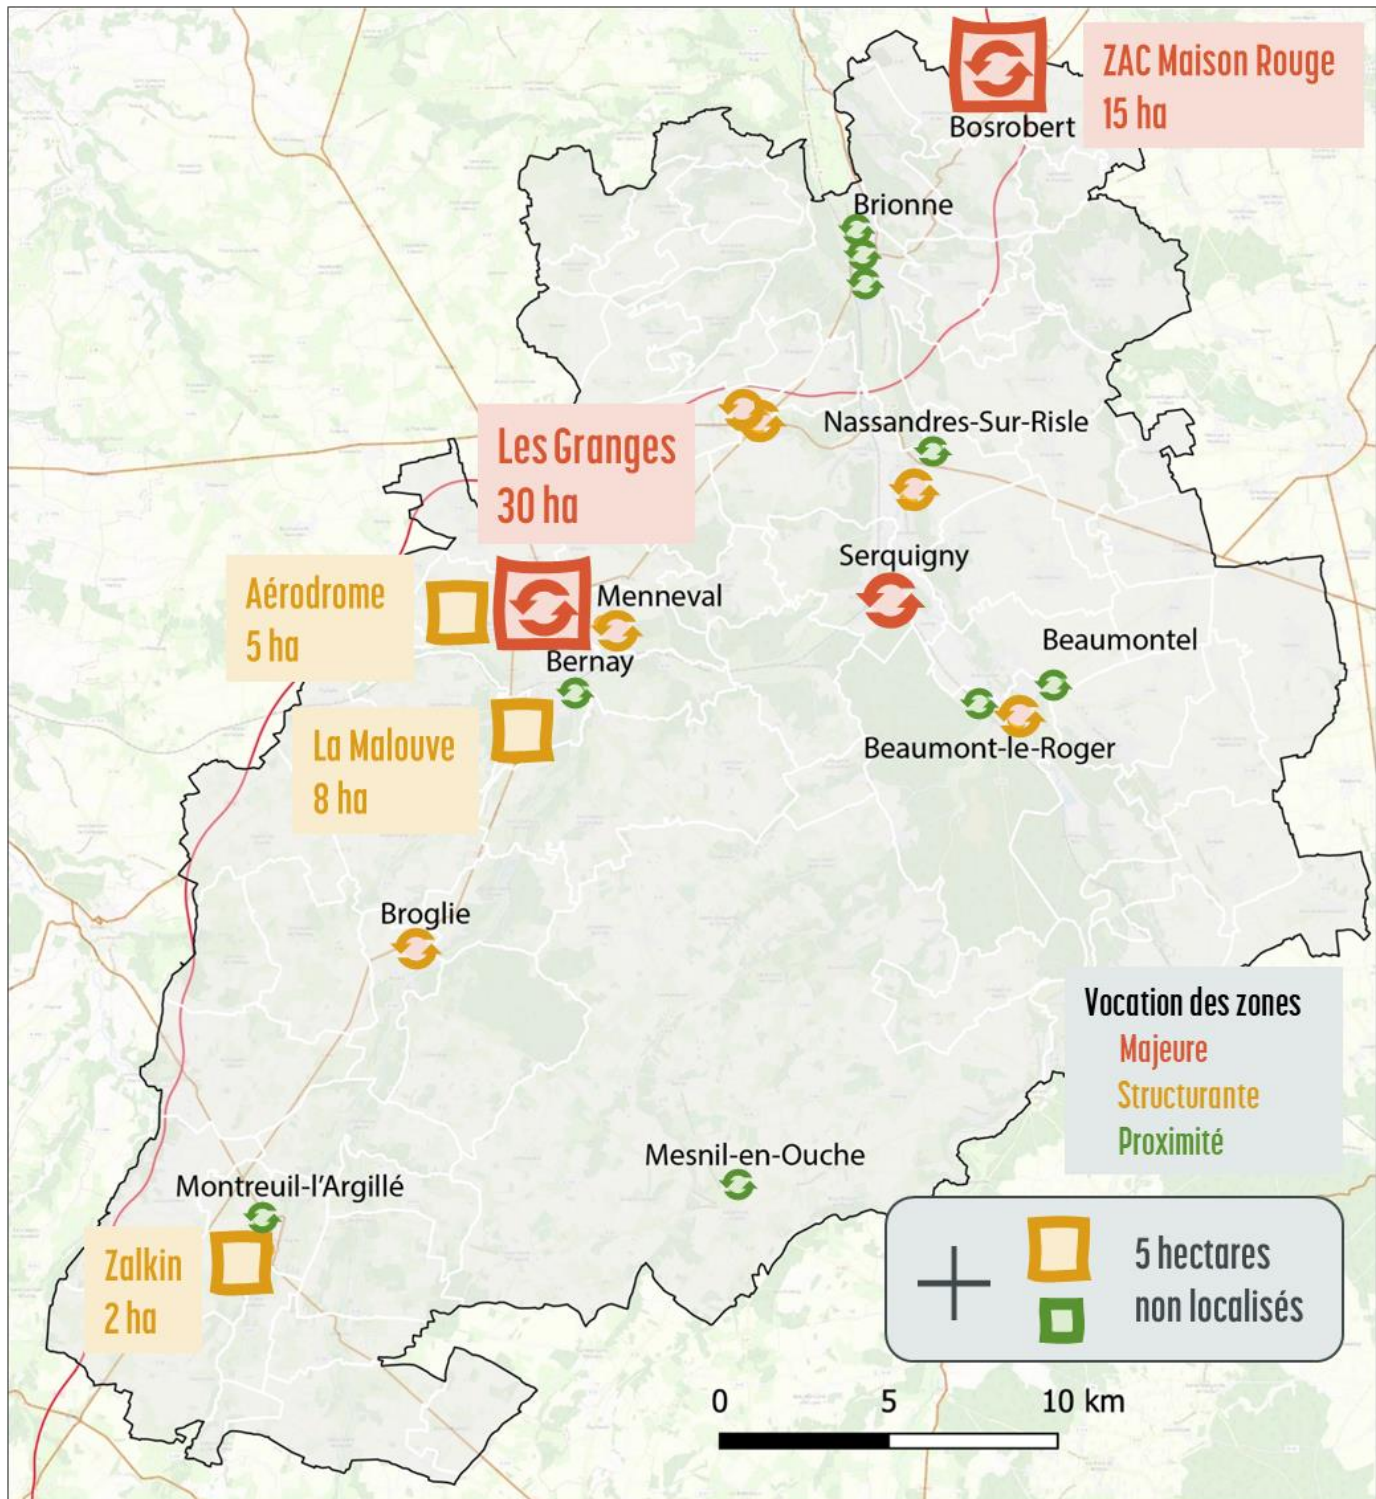 ZAC Maison Rouge
15 ha
Bosrobert
Brionne
Nassandres-Sur-Risle
Les Granges
30 ha
Serquigny
Aérodrome
5 ha
Menneval
Bernay
Beaumontel
La Malouve
8 ha
Beaumont-le-Roger
Broglie
Vocation des zones
Majeure
Structurante
Proximité
Mesnil-en-Ouche
Montreuil-l'Argillé
Zalkin
2 ha
5 hectares
non localisés
0 5 10 km